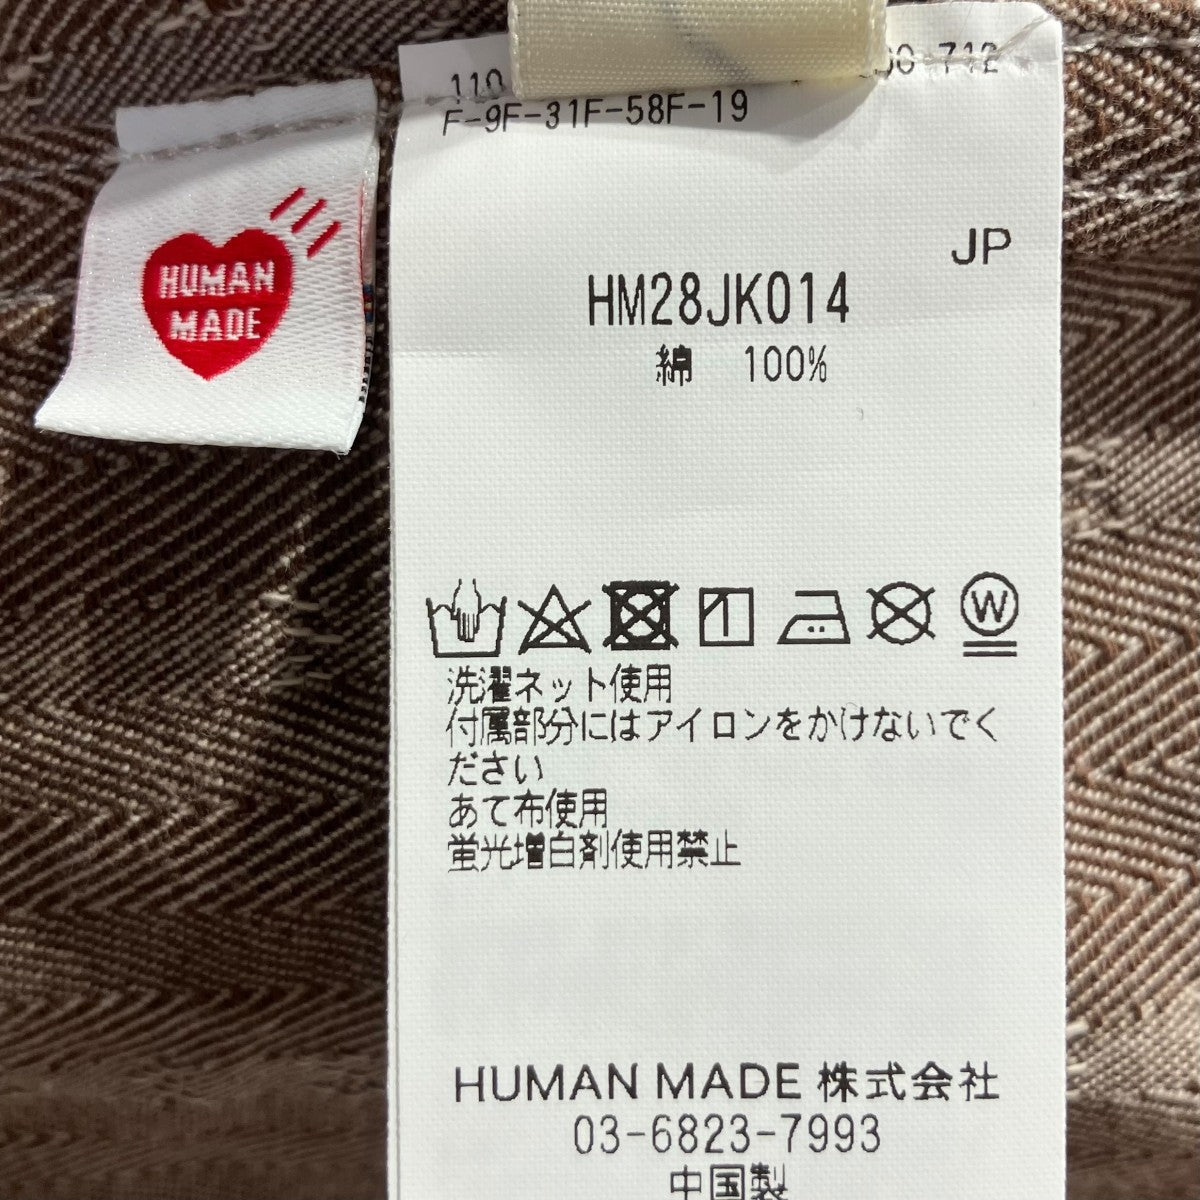 HUMAN
MADE
110
712
F-9F-31F-58F-19
JP
HM28JK014
綿 100%
W
洗濯ネット使用
付属部分にはアイロンをかけないでく
ださい
あて布使用
蛍光増白剤使用禁止
HUMAN MADE 株式会社
03-6823-7993
中国製